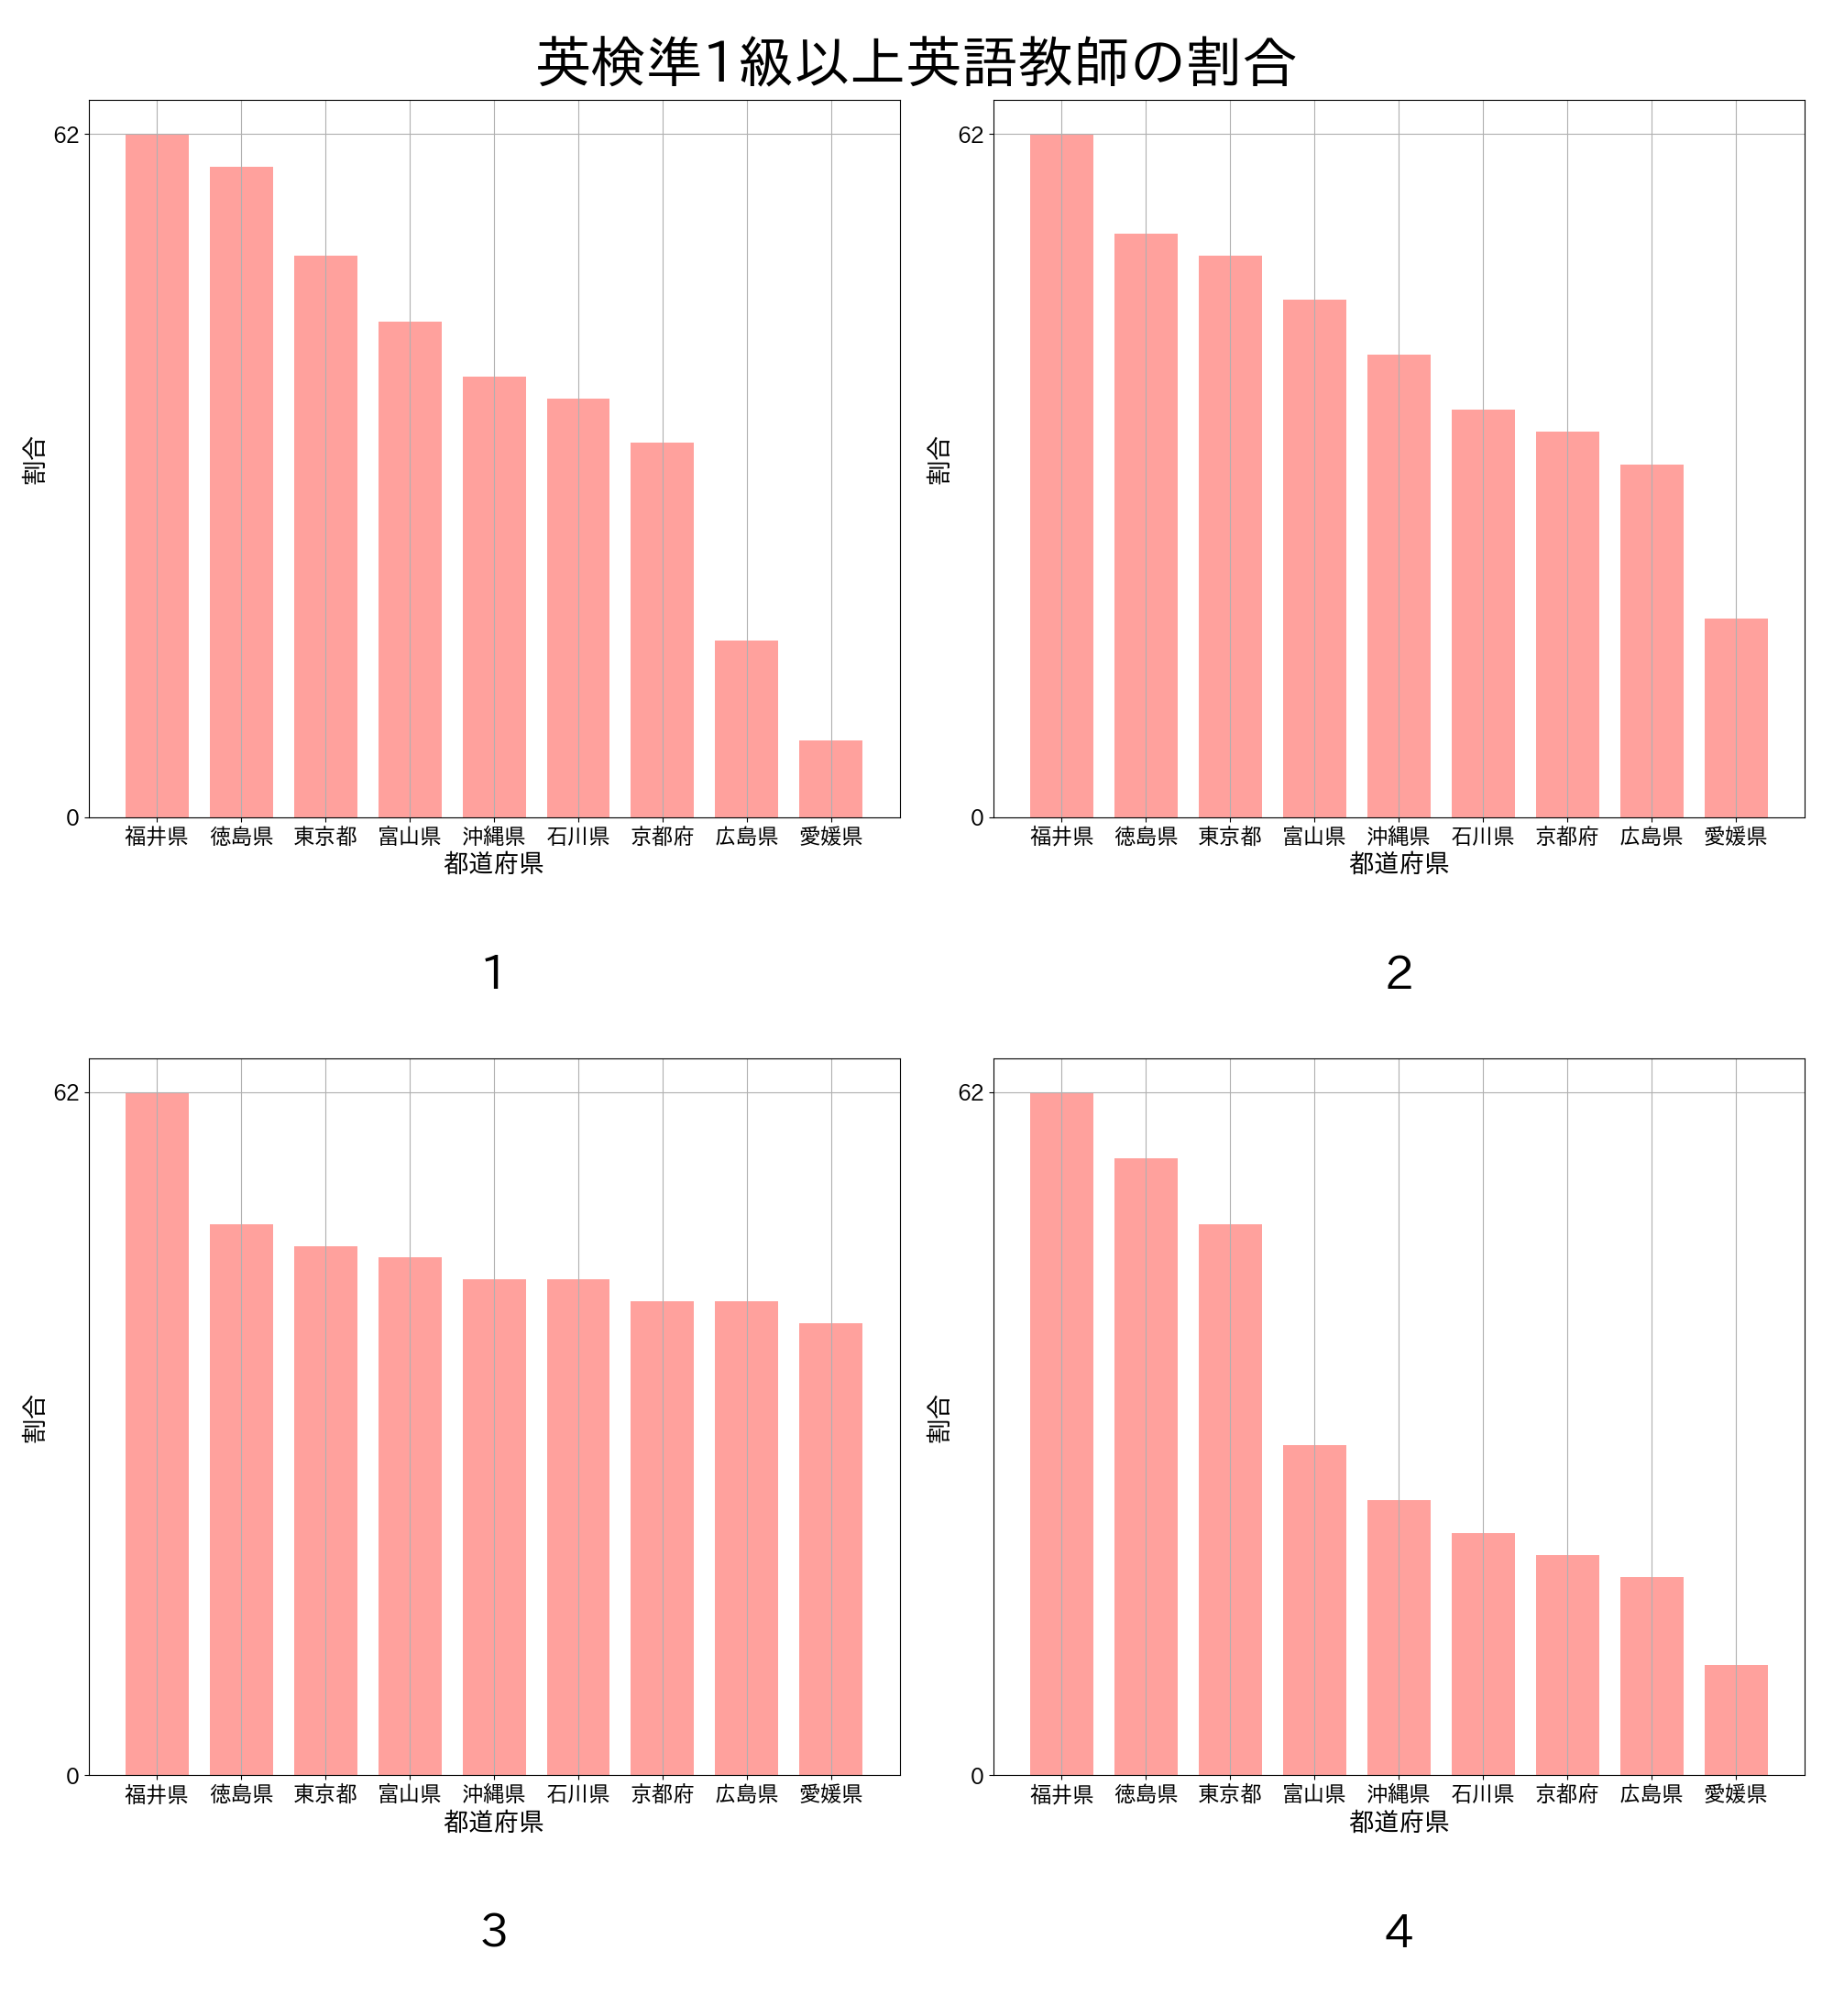 英検準1級以上英語教師の割合
62
0
割合
福井県 徳島県 東京都 富山県 沖縄県 石川県 京都府 広島県 愛媛県
都道府県
1
62
0
割合
福井県 徳島県 東京都 富山県 沖縄県 石川県 京都府 広島県 愛媛県
都道府県
2
62
0
割合
福井県 徳島県 東京都 富山県 沖縄県 石川県 京都府 広島県 愛媛県
都道府県
3
62
0
割合
福井県 徳島県 東京都 富山県 沖縄県 石川県 京都府 広島県 愛媛県
都道府県
4